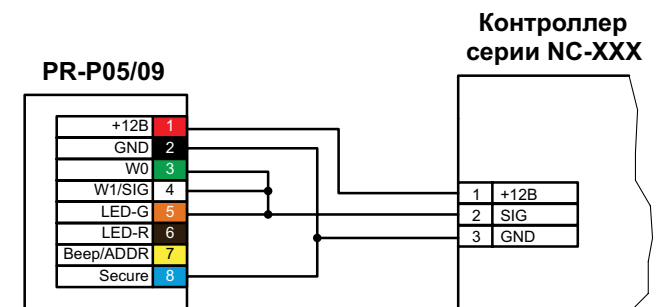 Контроллер
серии NC-XXX
PR-P05/09
+12В 1
GND 2
W0 3
W1/SIG 4
LED-G 5
LED-R 6
Beep/ADDR 7
Secure 8
1 +12В
2 SIG
3 GND